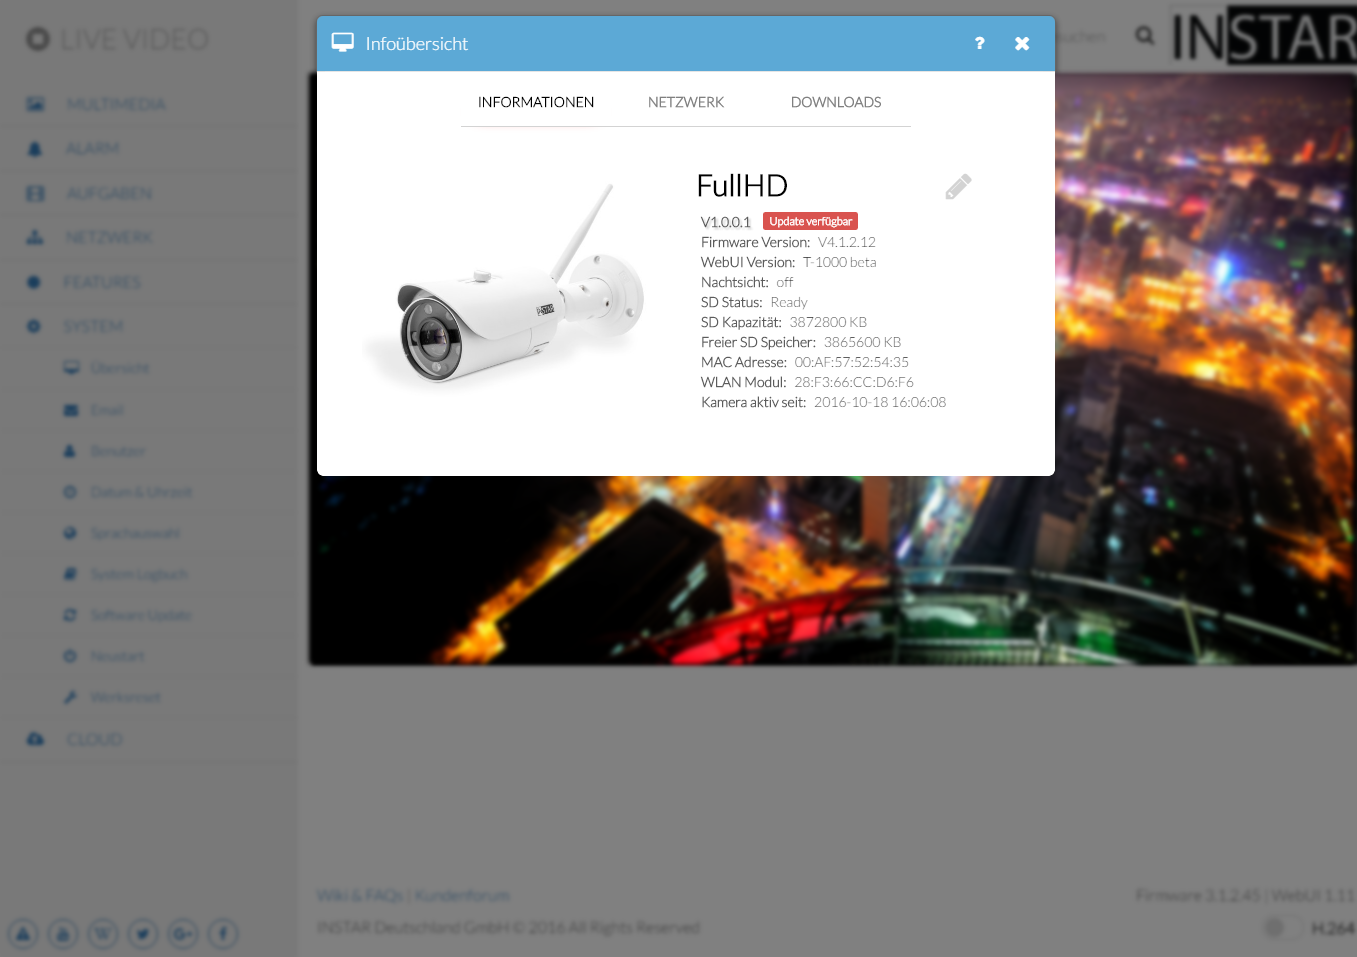 LIVE VIDEO
MULTIMEDIA
ALARM
AUFGABEN
NETZWERK
FEATURES
SYSTEM
Übersicht
Email
Benutzer
Datum & Uhrzeit
Sprachauswahl
System Logbuch
Software Update
Neustart
Werksreset
CLOUD
Infoübersicht
?
suchen
INSTAR
INFORMATIONEN NETZWERK DOWNLOADS
INSTAR
FullHD
V1.0.0.1 Update verfügbar
Firmware Version: V4.1.2.12
WebUI Version: T-1000 beta
Nachtsicht: off
SD Status: Ready
SD Kapazität: 3872800 KB
Freier SD Speicher: 3865600 KB
MAC Adresse: 00:AF:57:52:54:35
WLAN Modul: 28:F3:66:CC:D6:F6
Kamera aktiv seit: 2016-10-18 16:06:08
Wiki & FAQs | Kundenforum
Firmware 3.1.2.45 | WebUI 1.11
INSTAR Deutschland GmbH © 2016 All Rights Reserved
H.264